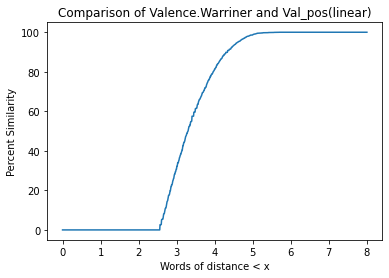 Comparison of Valence.Warriner and Val_pos(linear)
Percent Similarity
100
80
60
40
20
0
0 1 2 3 4 5 6 7 8
Words of distance < x